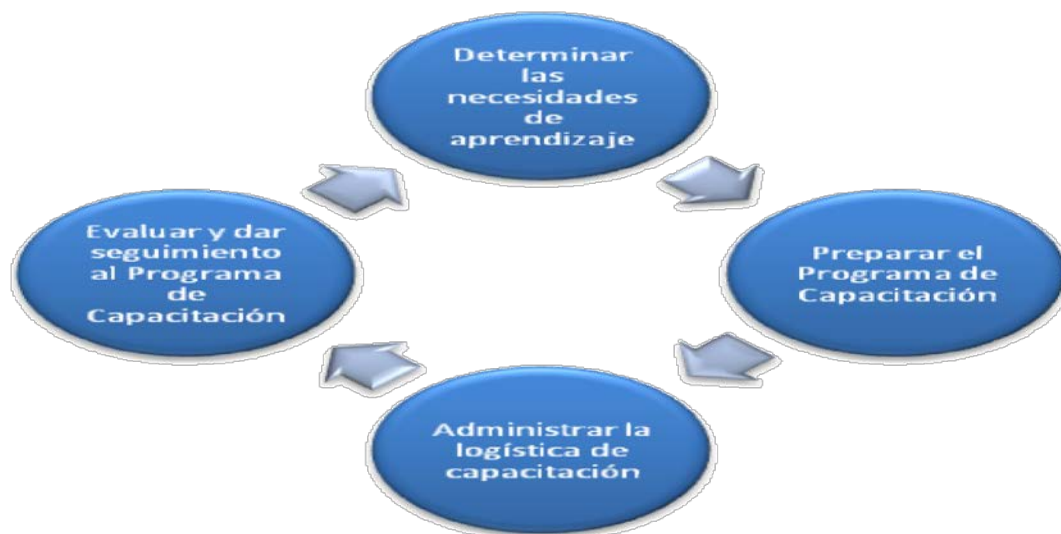 Determinar
las
necesidades
de
aprendizaje
Preparar el
Programa de
Capacitación
Administrar la
logística de
capacitación
Evaluar y dar
seguimiento
al Programa
de
Capacitación